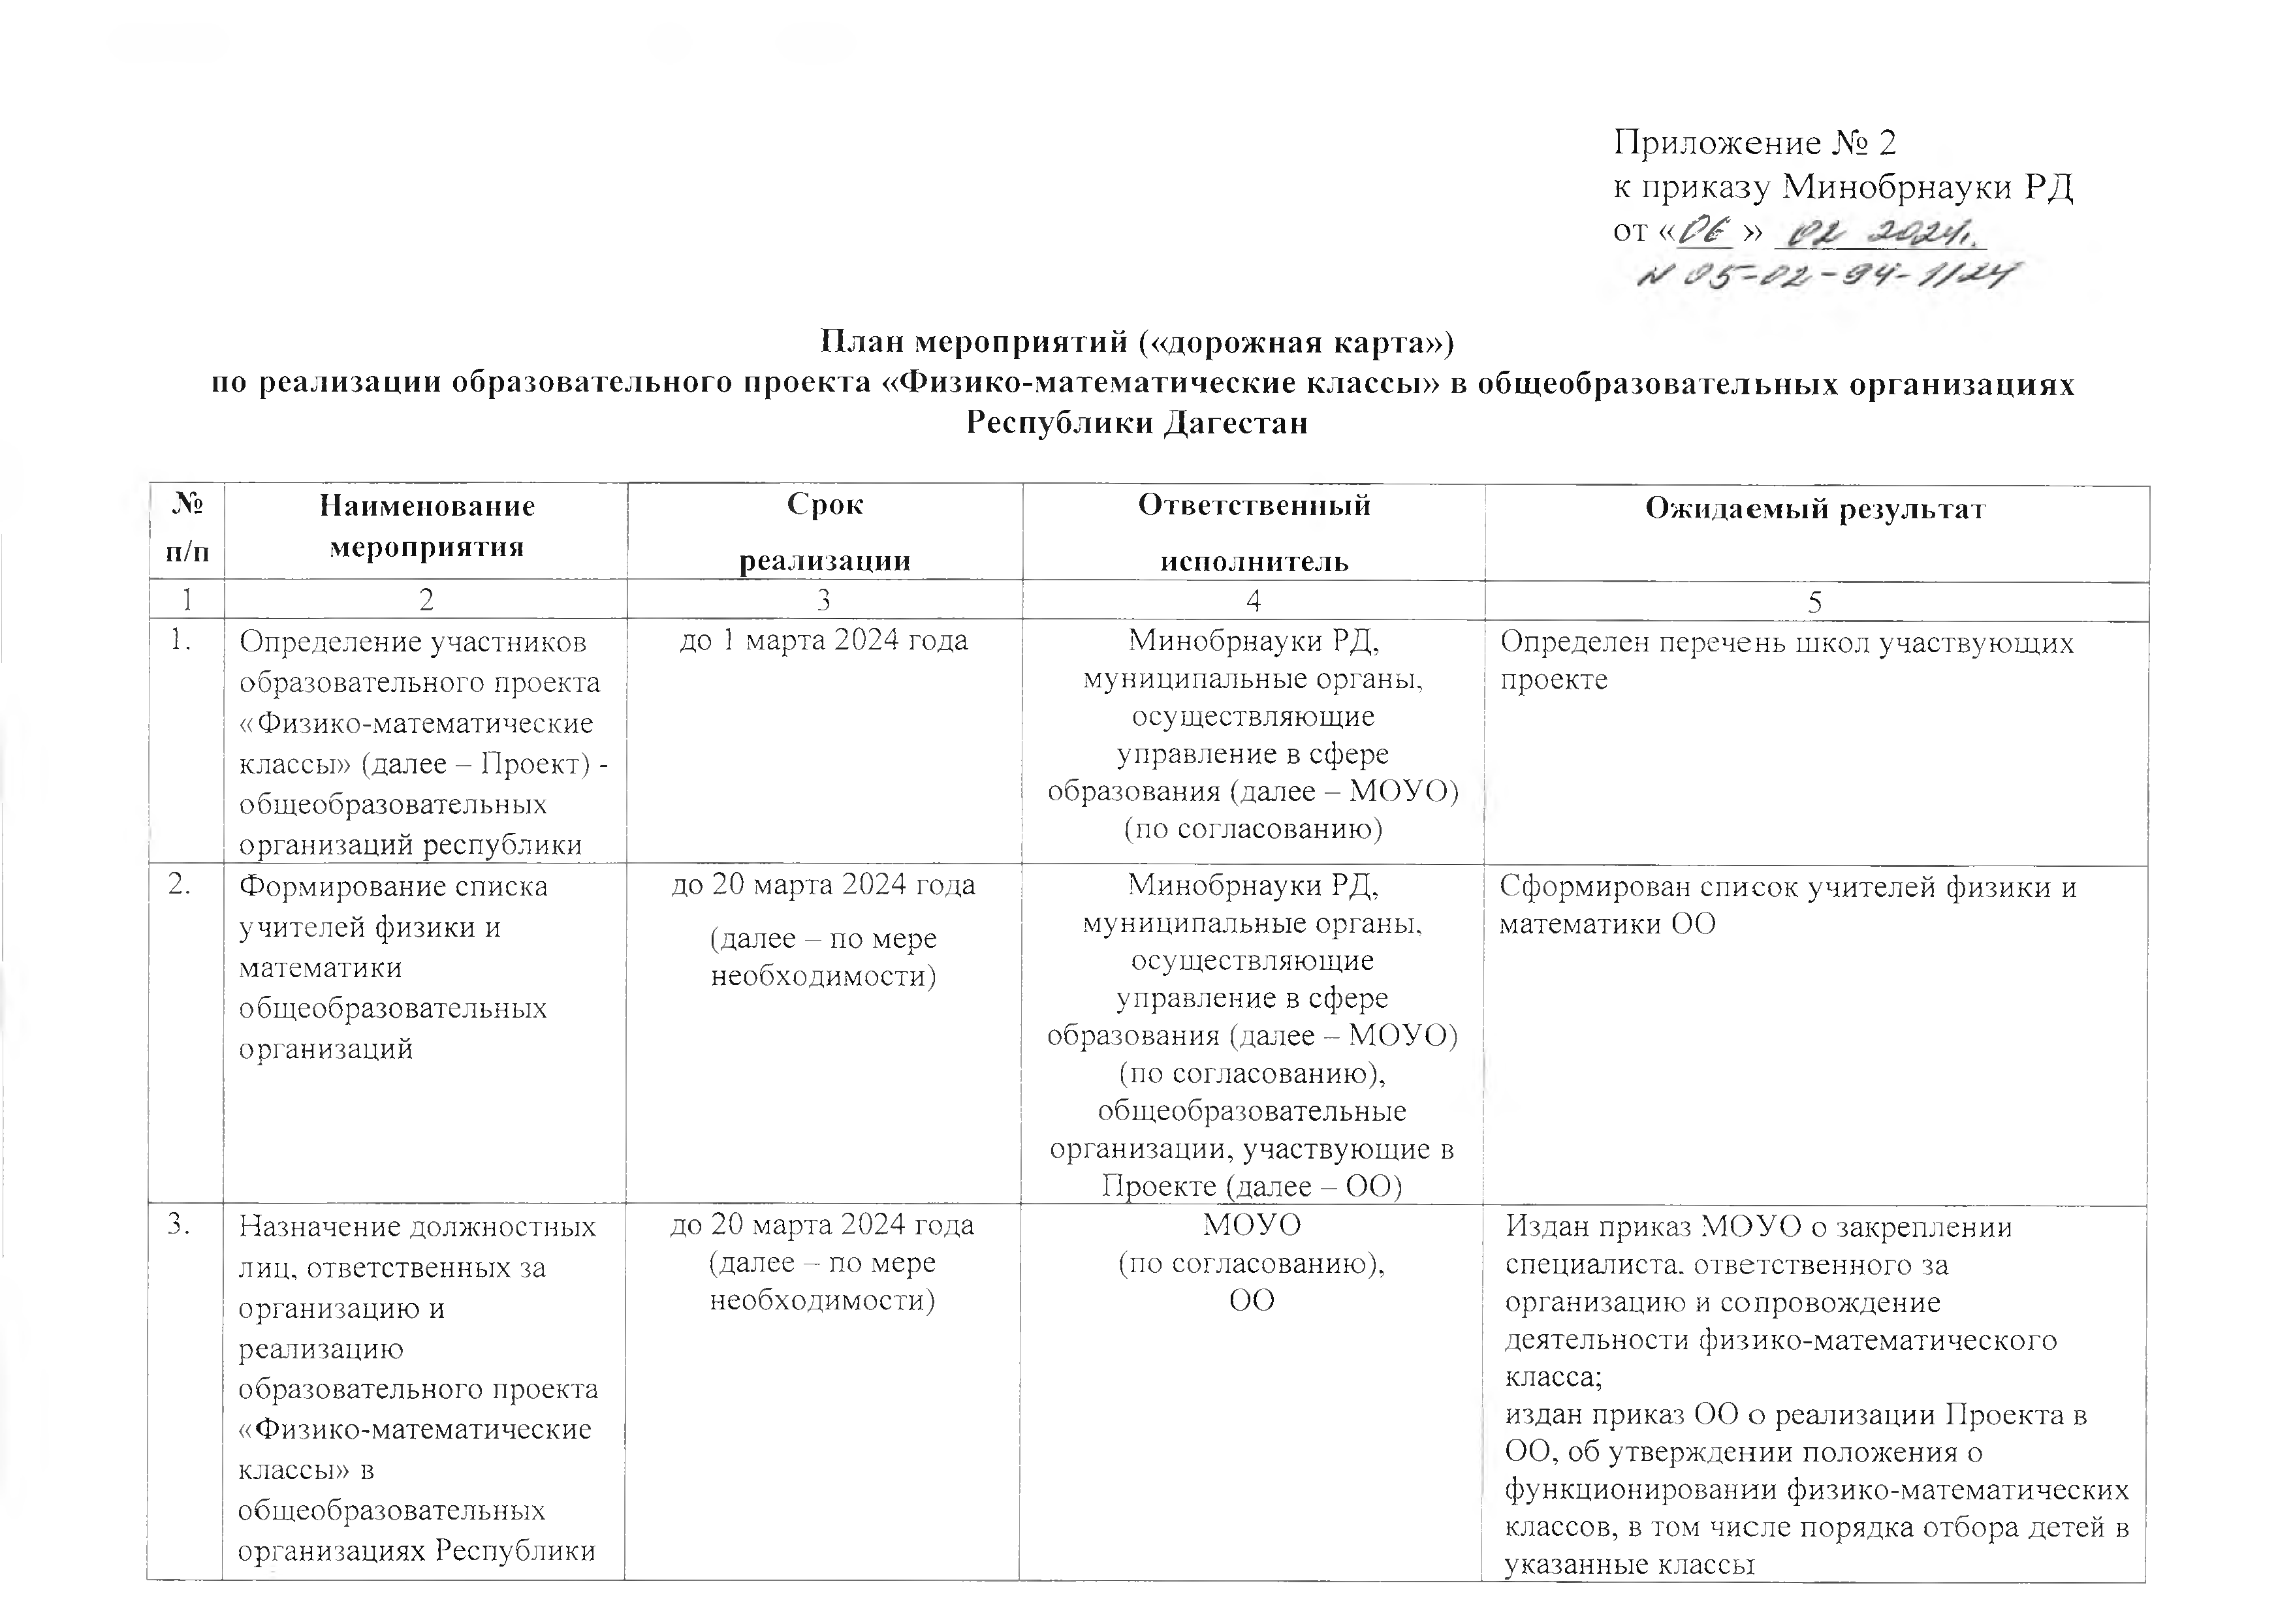 Приложение № 2
к приказу Минобрнауки РД
от «06» 02 2024г.
N 05-02-94-1/24
План мероприятий («дорожная карта»)
по реализации образовательного проекта «Физико-математические классы» в общеобразовательных организациях
Республики Дагестан
№
п/п
Наименование
мероприятия
Срок
реализации
Ответственный
исполнитель
Ожидаемый результат
1
2
3
4
5
1.
Определение участников
образовательного проекта
«Физико-математические
классы» (далее – Проект) -
общеобразовательных
организаций республики
до 1 марта 2024 года
Минобрнауки РД,
муниципальные органы,
осуществляющие
управление в сфере
образования (далее – МОУО)
(по согласованию)
Определен перечень школ участвующих
проекте
2.
Формирование списка
учителей физики и
математики
общеобразовательных
организаций
до 20 марта 2024 года
(далее – по мере
необходимости)
Минобрнауки РД,
муниципальные органы,
осуществляющие
управление в сфере
образования (далее – МОУО)
(по согласованию),
общеобразовательные
организации, участвующие в
Проекте (далее – ОО)
Сформирован список учителей физики и
математики ОО
3.
Назначение должностных
лиц, ответственных за
организацию и
реализацию
образовательного проекта
«Физико-математические
классы» в
общеобразовательных
организациях Республики
до 20 марта 2024 года
(далее – по мере
необходимости)
МОУО
(по согласованию),
ОО
Издан приказ МОУО о закреплении
специалиста, ответственного за
организацию и сопровождение
деятельности физико-математического
класса;
издан приказ ОО о реализации Проекта в
ОО, об утверждении положения о
функционировании физико-математических
классов, в том числе порядка отбора детей в
указанные классы